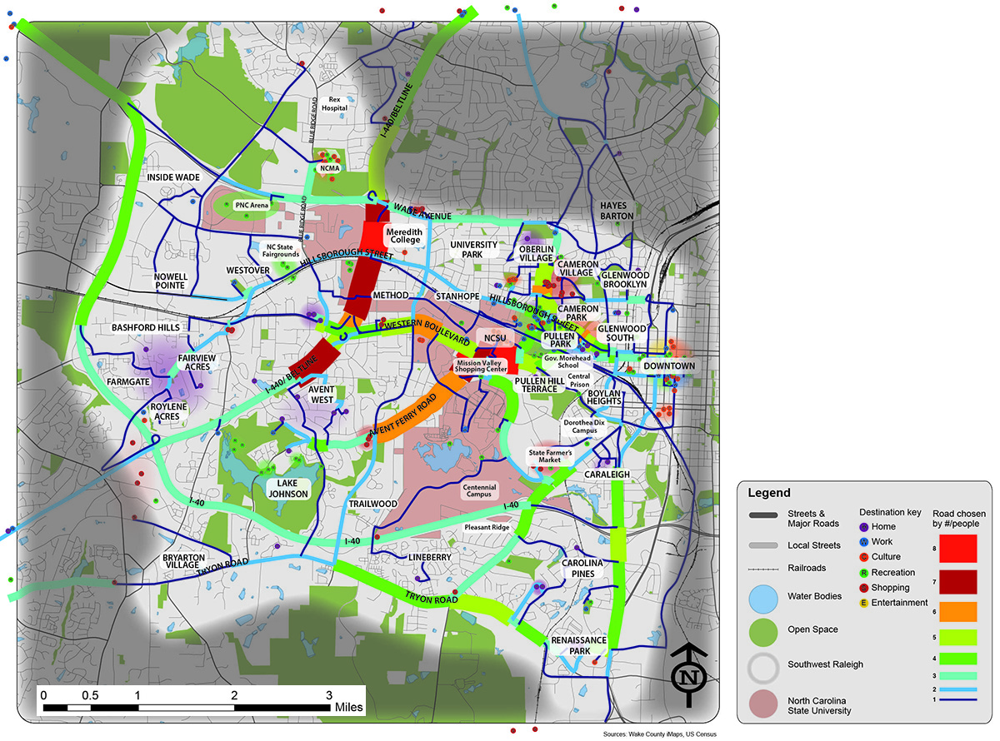 Rex
Hospital
BLUE RIDGE ROAD
I-440/BELTLINE
NCMA
INSIDE WADE
PNC Arena
BLUE RIDGE ROAD
WADE AVENUE
HAYES
BARTON
Meredith
College
NC State
Fairgrounds
HILLSBOROUGH STREET
UNIVERSITY
PARK
OBERLIN
VILLAGE
CAMERON
VILLAGE
GLENWOOD
BROOKLYN
WESTOVER
NOWELL
POINTE
METHOD
STANHOPE
HILLSBOROUGH STREET
CAMERON
PARK
BASHFORD HILLS
WESTERN BOULEVARD
NCSU
PULLEN
PARK
GLENWOOD
SOUTH
FAIRVIEW
ACRES
I-440/ BELTLINE
Mission Valley
Shopping Center
Gov. Morehead
School
DOWNTOWN
FARMGATE
AVENT
WEST
PULLEN HILL
TERRACE
Central
Prison
BOYLAN
HEIGHTS
ROYLENE
ACRES
AVENT FERRY ROAD
Dorothea Dix
Campus
State Farmer's
Market
CARALEIGH
LAKE
JOHNSON
Centennial
Campus
I-40
TRAILWOOD
I-40
Pleasant Ridge
I-40
BRYARTON
VILLAGE
TRYON ROAD
LINEBERRY
CAROLINA
PINES
TRYON ROAD
RENAISSANCE
PARK
N
0 0.5 1 2 3
Miles
Legend
Streets &
Major Roads
Local Streets
Railroads
Water Bodies
Open Space
Southwest Raleigh
North Carolina
State University
Destination key
Home
Work
Culture
Recreation
Shopping
Entertainment
Road chosen
by #/people
8
7
6
5
4
3
2
1
Sources: Wake County iMaps, US Census